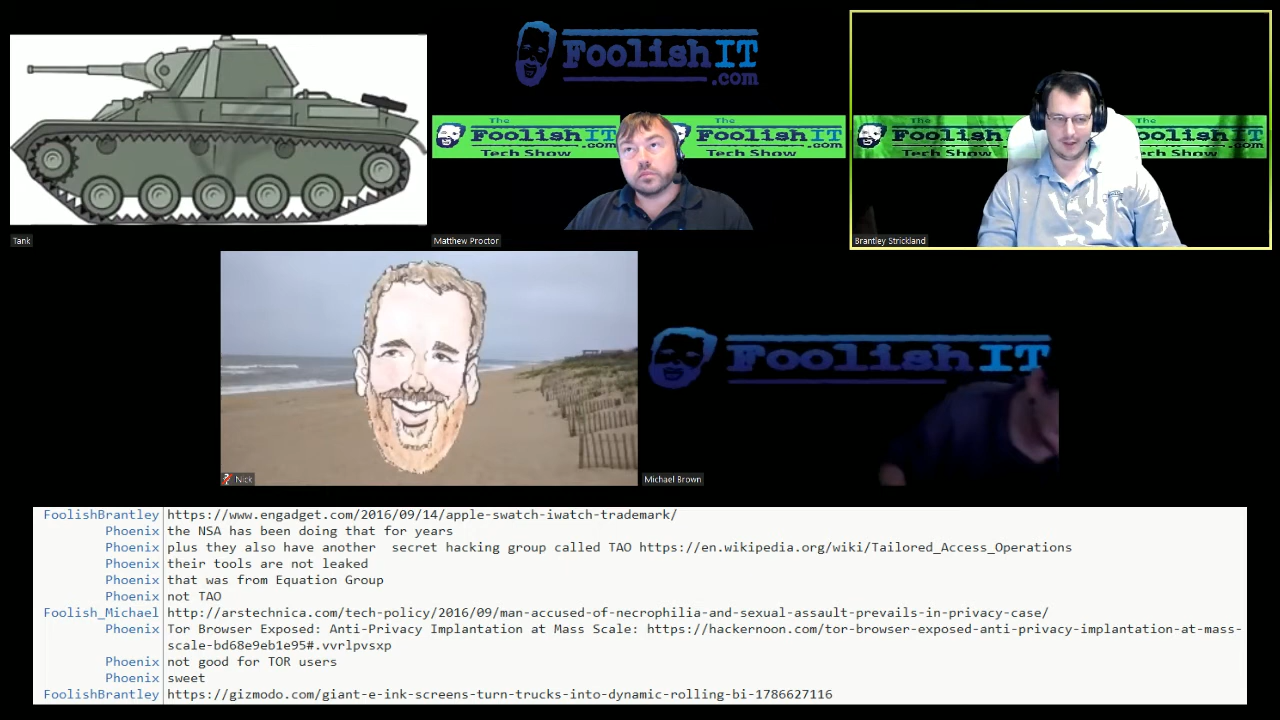 FoolishIT
.com
The
FoolishIT
.com
Tech Show
The
FoolishIT
.com
Tech Show
The
FoolishIT
.com
Tech Show
The
FoolishIT
.com
Tech Show
Tank
Matthew Proctor
Brantley Strickland
FoolishIT
Nick
Michael Brown
FoolishBrantley https://www.engadget.com/2016/09/14/apple-swatch-iwatch-trademark/
Phoenix the NSA has been doing that for years
Phoenix plus they also have another secret hacking group called TAO https://en.wikipedia.org/wiki/Tailored_Access_Operations
Phoenix their tools are not leaked
Phoenix that was from Equation Group
Phoenix not TAO
Foolish_Michael http://arstechnica.com/tech-policy/2016/09/man-accused-of-necrophilia-and-sexual-assault-prevails-in-privacy-case/
Phoenix Tor Browser Exposed: Anti-Privacy Implantation at Mass Scale: https://hackernoon.com/tor-browser-exposed-anti-privacy-implantation-at-mass-
scale-bd68e9eb1e95#.vvrlpvsxp
Phoenix not good for TOR users
Phoenix sweet
FoolishBrantley https://gizmodo.com/giant-e-ink-screens-turn-trucks-into-dynamic-rolling-bi-1786627116